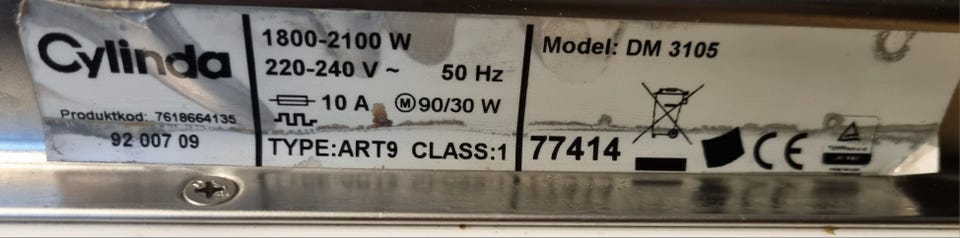 Cylinda
Produktkod: 7618664135
92 007 09
1800-2100 W
220-240 V ~ 50 Hz
10 A M 90/30 W
TYPE:ART9 CLASS:1
Model: DM 3105
77414
CE